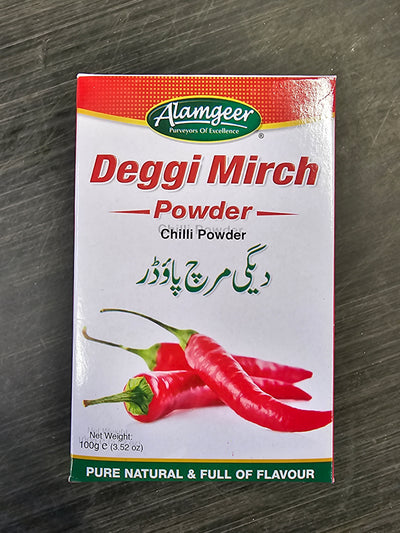 Alamgeer
Purveyors Of Excellence
®
Deggi Mirch
Powder
Chilli Powder
دیگی مرچ پاؤڈر
Net Weight:
100g ℮ (3.52 oz)
PURE NATURAL & FULL OF FLAVOUR